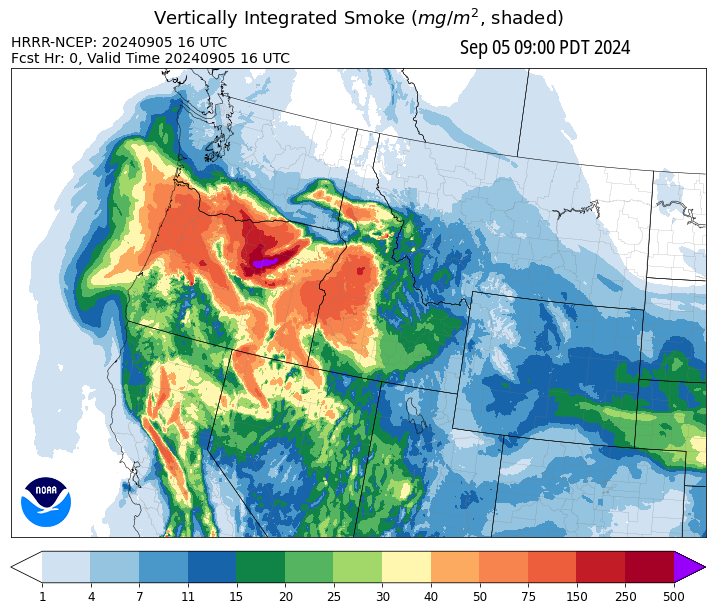 Vertically Integrated Smoke (mg/m², shaded)
HRRR-NCEP: 20240905 16 UTC
Fcst Hr: 0, Valid Time 20240905 16 UTC
Sep 05 09:00 PDT 2024
NOAA
1 4 7 11 15 20 25 30 40 50 75 150 250 500